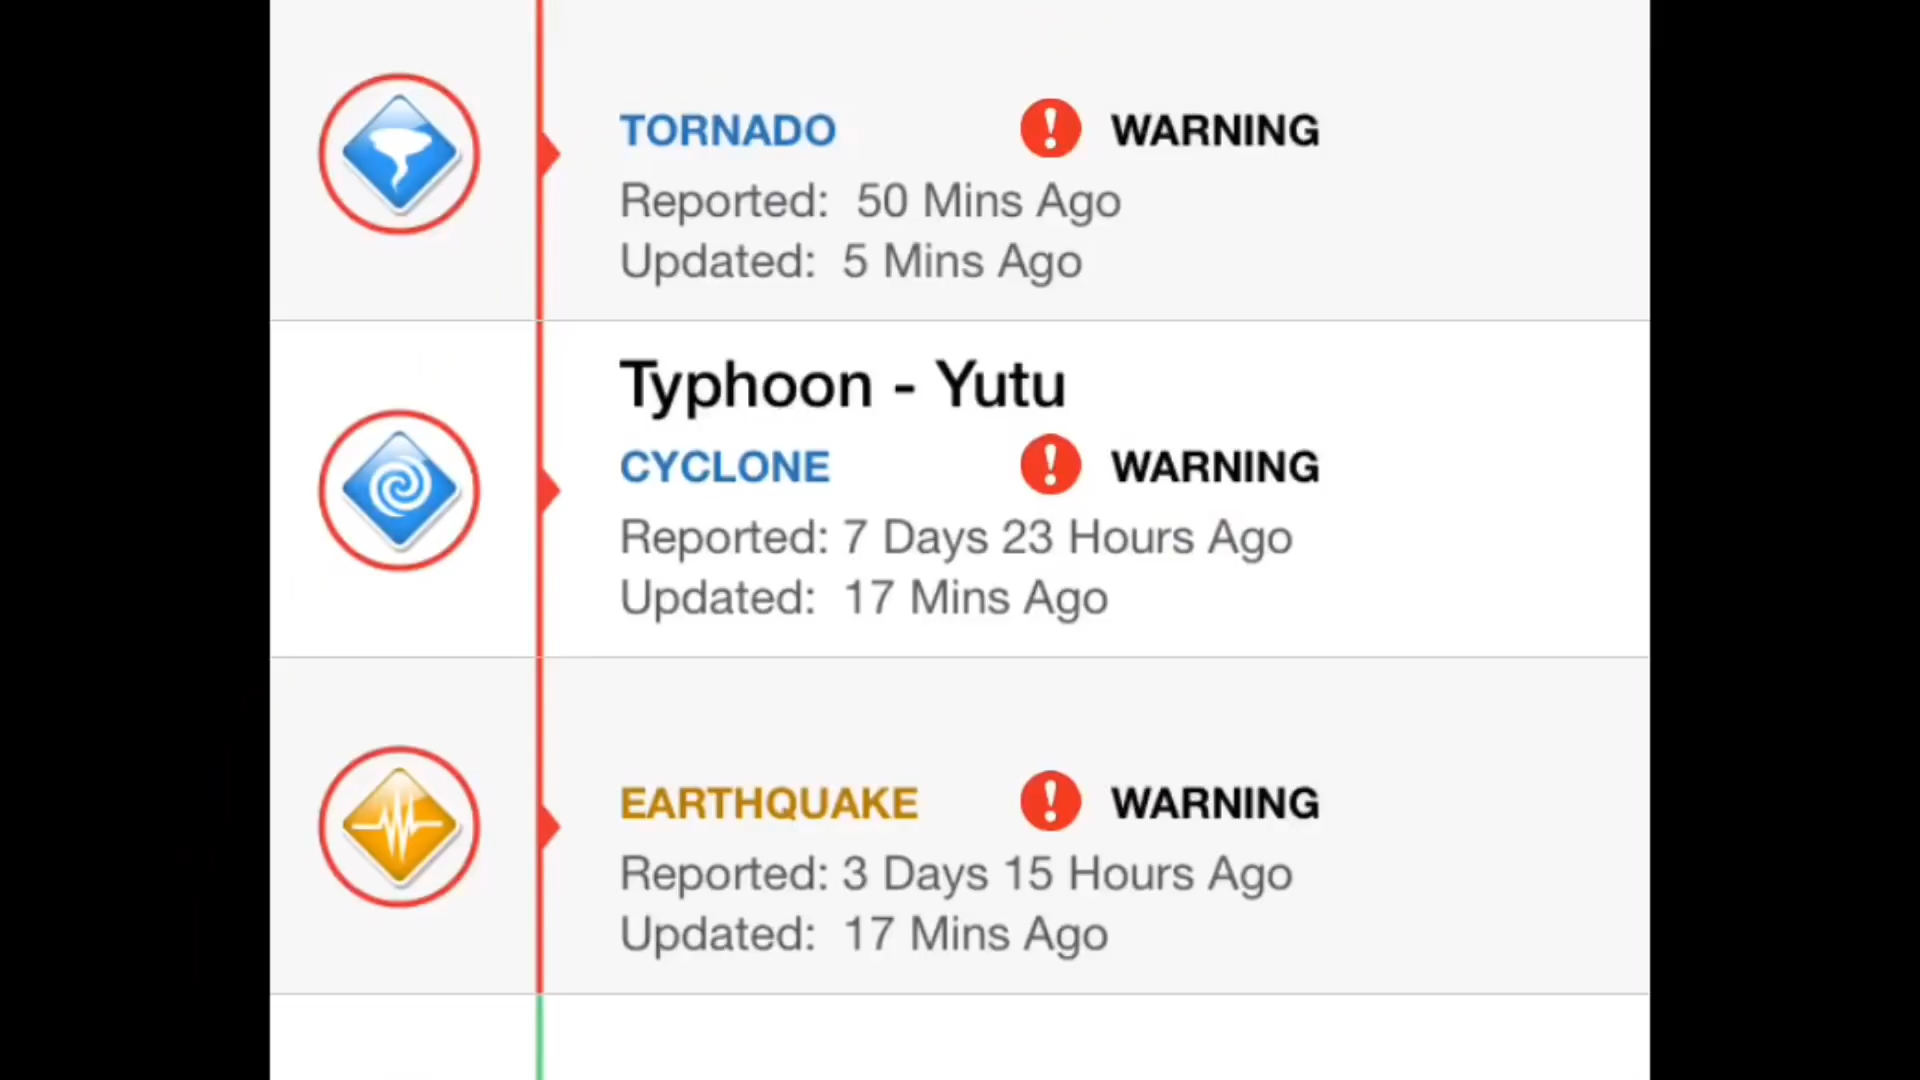 TORNADO ! WARNING
Reported: 50 Mins Ago
Updated: 5 Mins Ago
Typhoon - Yutu
CYCLONE ! WARNING
Reported: 7 Days 23 Hours Ago
Updated: 17 Mins Ago
EARTHQUAKE ! WARNING
Reported: 3 Days 15 Hours Ago
Updated: 17 Mins Ago